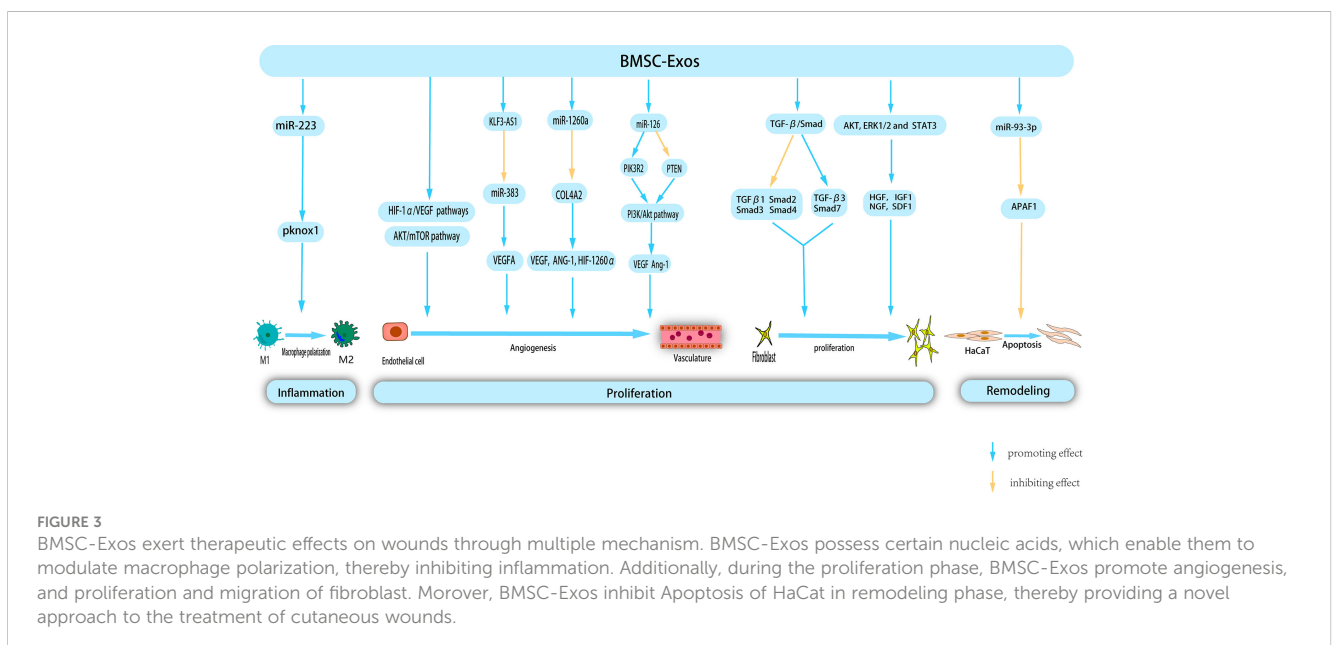 BMSC-Exos
miR-223
KLF3-AS1
miR-1260a
miR-126
TGF-β/Smad
AKT, ERK1/2 and STAT3
miR-93-3p
PIK3R2
PTEN
miR-383
COL4A2
TGFβ1 Smad2
Smad3 Smad4
TGF-β3
Smad7
HGF, IGF1
NGF, SDF1
APAF1
HIF-1α/VEGF pathways
AKT/mTOR pathway
PI3K/Akt pathway
pknox1
VEGFA
VEGF, ANG-1, HIF-1260α
VEGF Ang-1
M1
Macrophage polarization
M2
Endothelial cell
Angiogenesis
Vasculature
Fibroblast
proliferation
HaCaT
Apoptosis
Inflammation
Proliferation
Remodeling
promoting effect
inhibiting effect
FIGURE 3
BMSC-Exos exert therapeutic effects on wounds through multiple mechanism. BMSC-Exos possess certain nucleic acids, which enable them to
modulate macrophage polarization, thereby inhibiting inflammation. Additionally, during the proliferation phase, BMSC-Exos promote angiogenesis,
and proliferation and migration of fibroblast. Morover, BMSC-Exos inhibit Apoptosis of HaCat in remodeling phase, thereby providing a novel
approach to the treatment of cutaneous wounds.